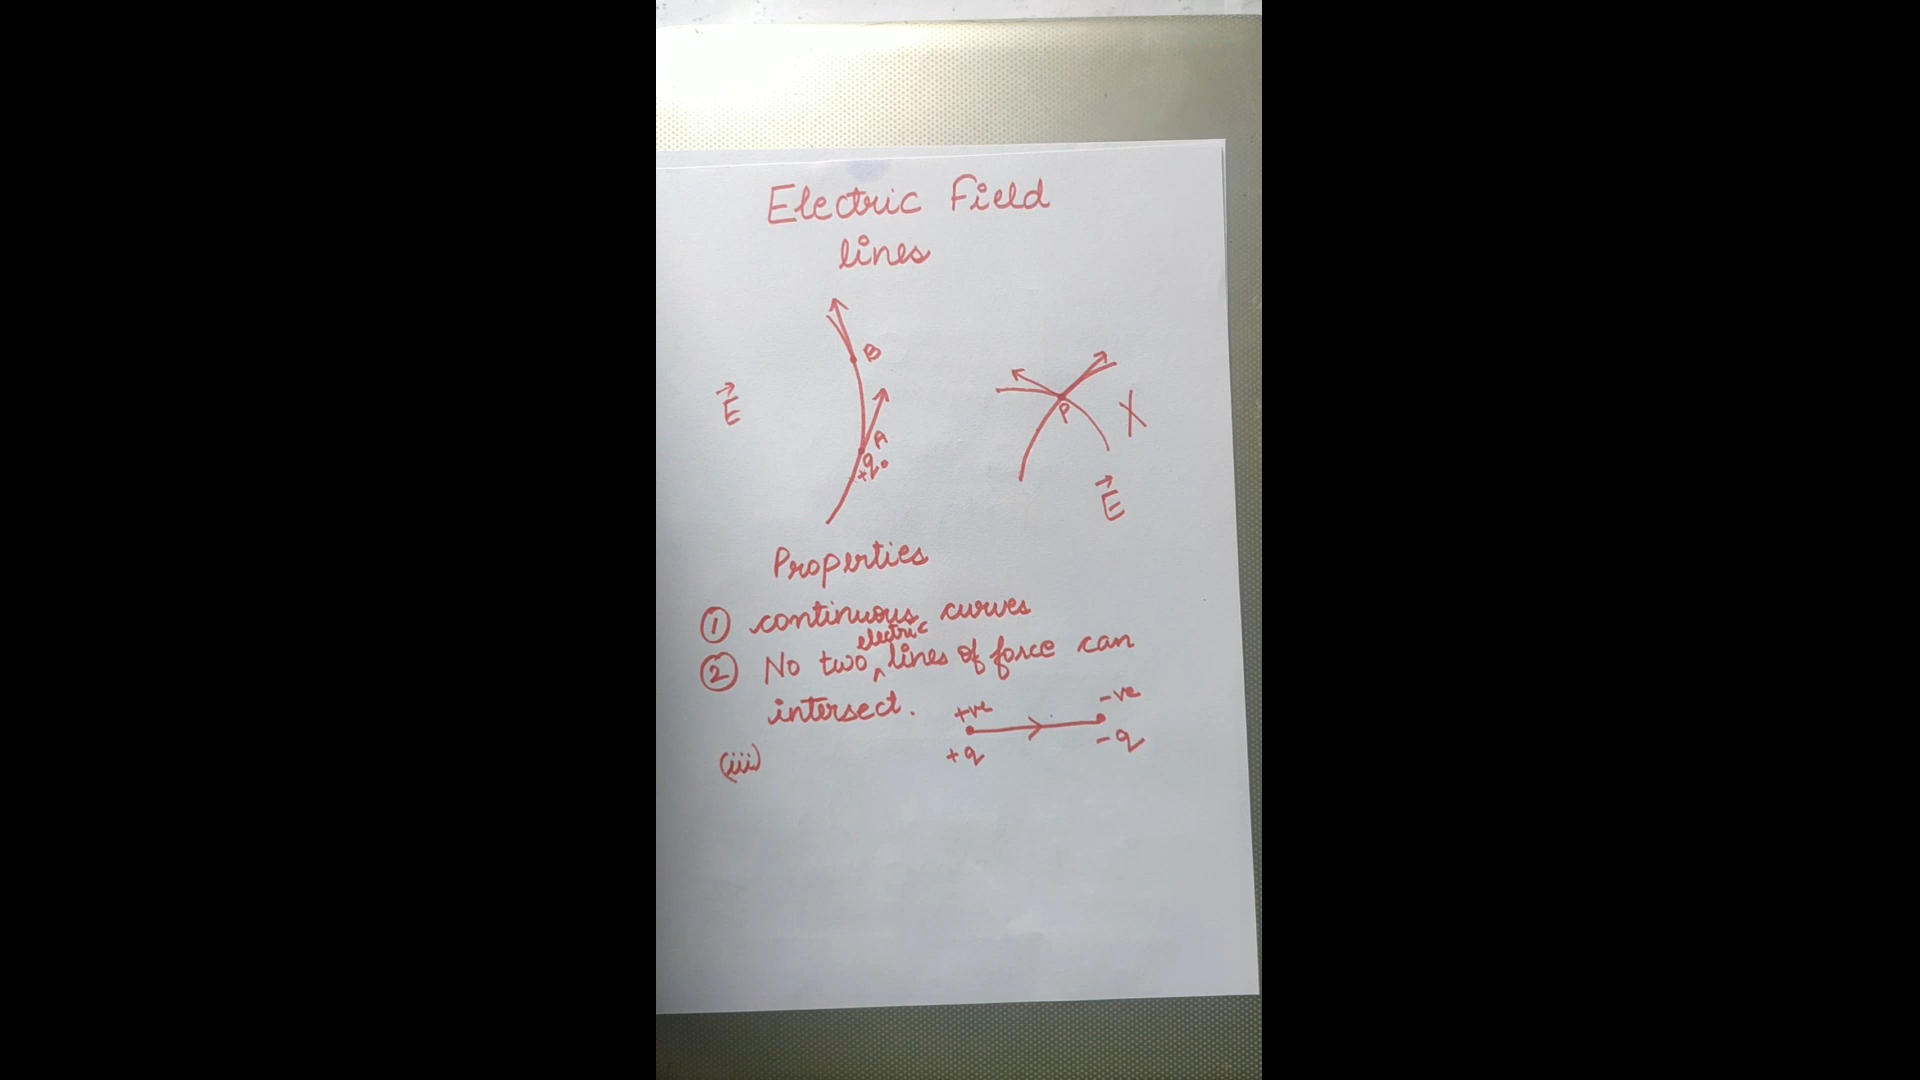 Electric Field
lines
B
E
A
+q
P
X
E
Properties
① continuous curves
② No two electric lines of force can
intersect.
+ve -ve
+q -q
(iii)